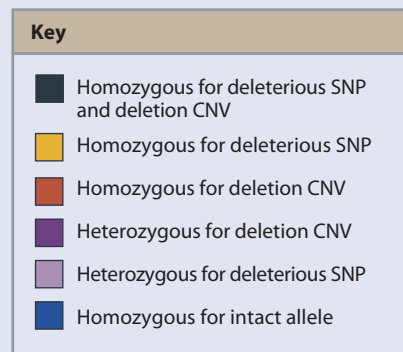 Key
Homozygous for deleterious SNP
and deletion CNV
Homozygous for deleterious SNP
Homozygous for deletion CNV
Heterozygous for deletion CNV
Heterozygous for deleterious SNP
Homozygous for intact allele